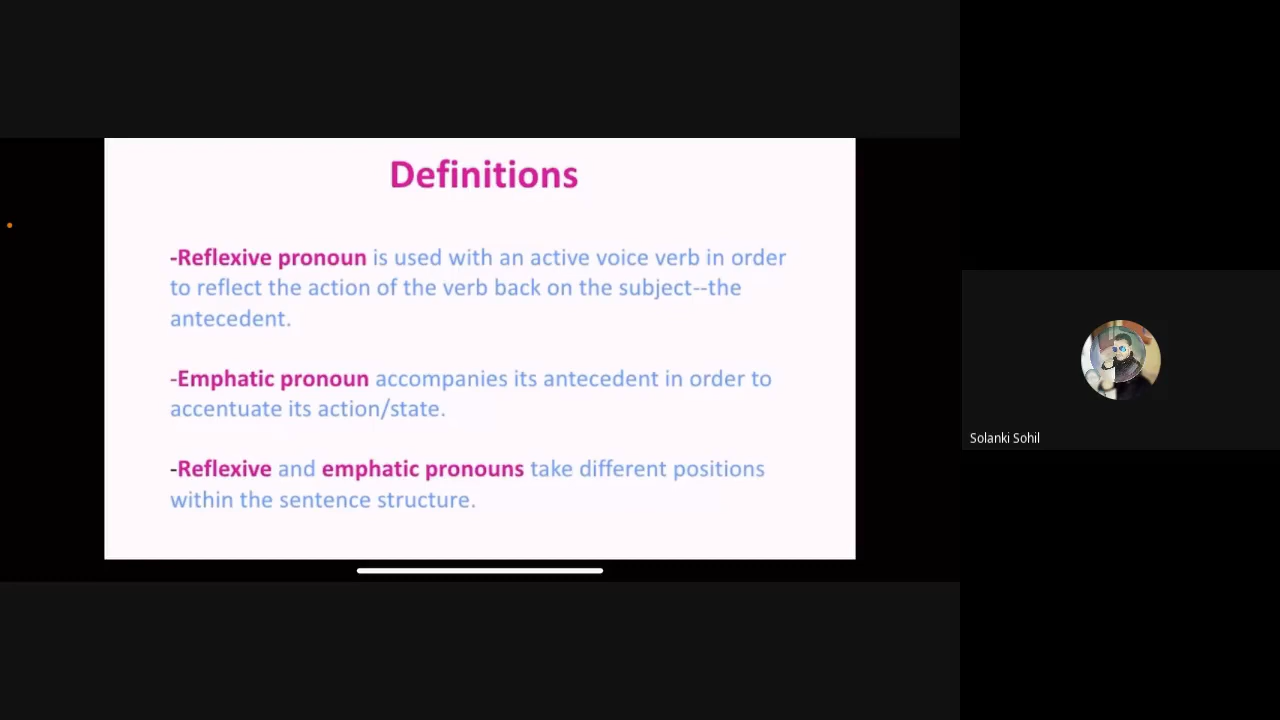 Definitions
-Reflexive pronoun is used with an active voice verb in order
to reflect the action of the verb back on the subject--the
antecedent.
-Emphatic pronoun accompanies its antecedent in order to
accentuate its action/state.
-Reflexive and emphatic pronouns take different positions
within the sentence structure.
Solanki Sohil